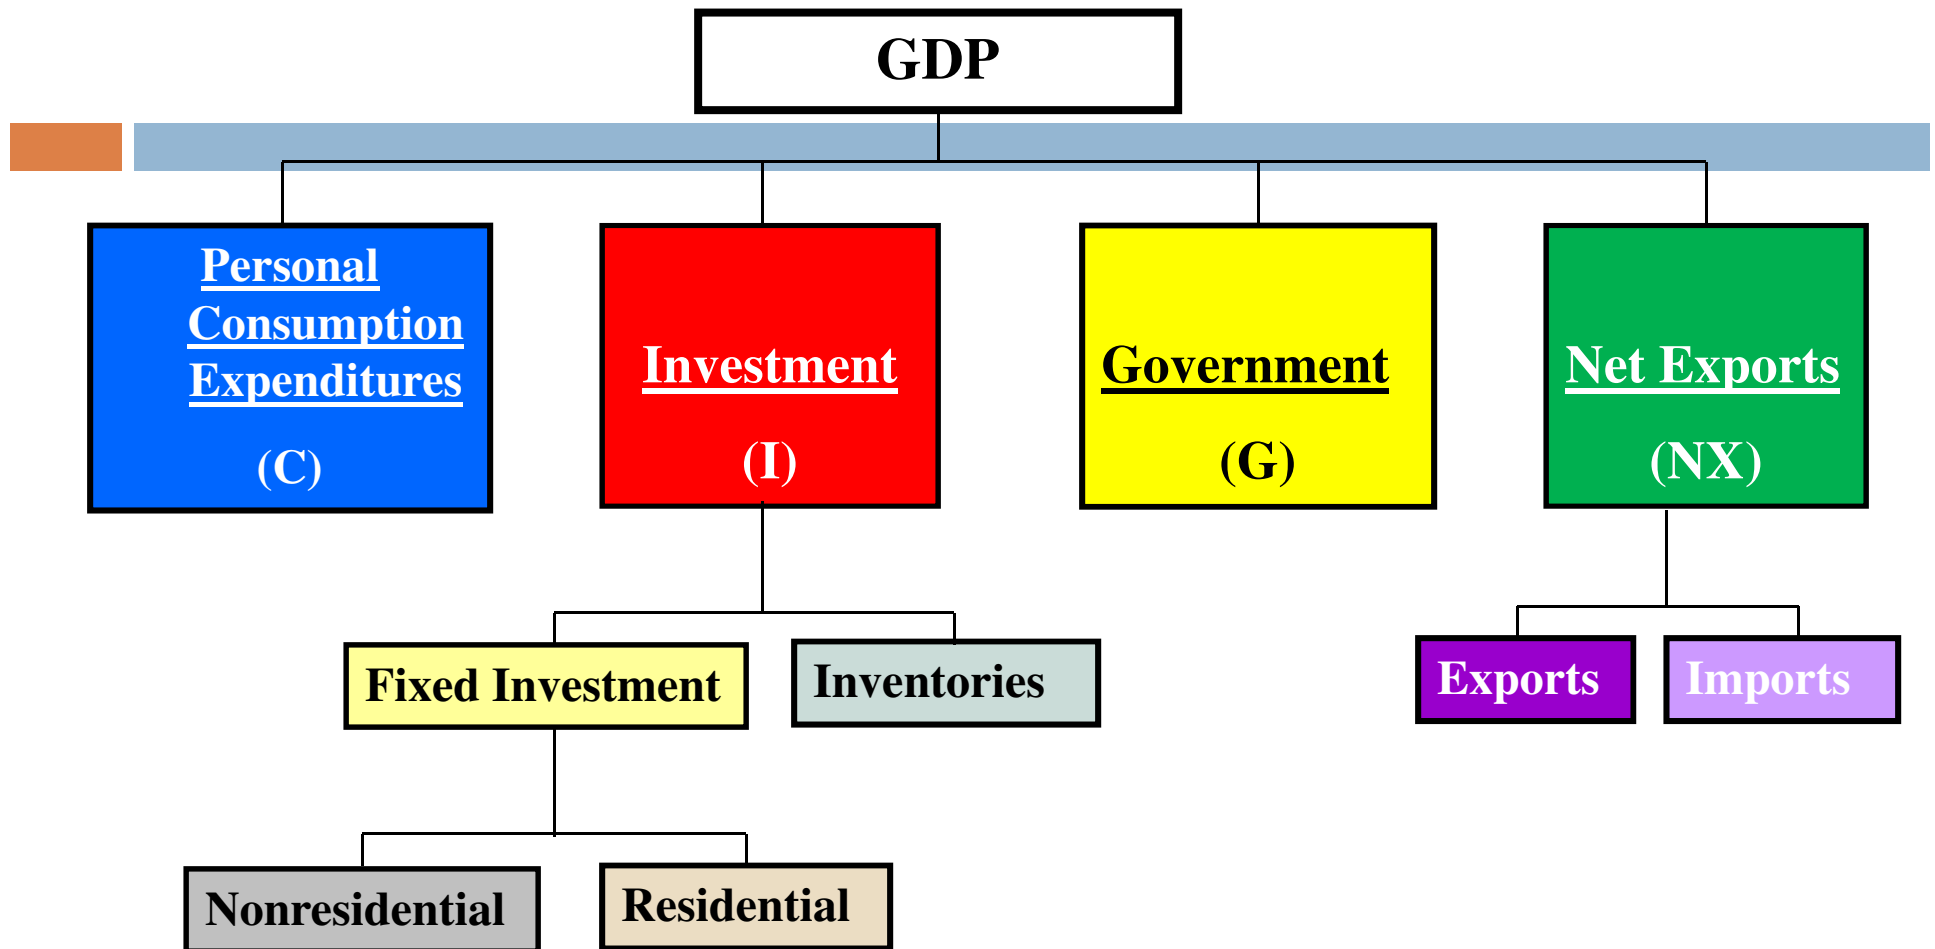 GDP
Personal
Consumption
Expenditures
(C)
Investment
(I)
Government
(G)
Net Exports
(NX)
Fixed Investment
Inventories
Exports
Imports
Nonresidential
Residential